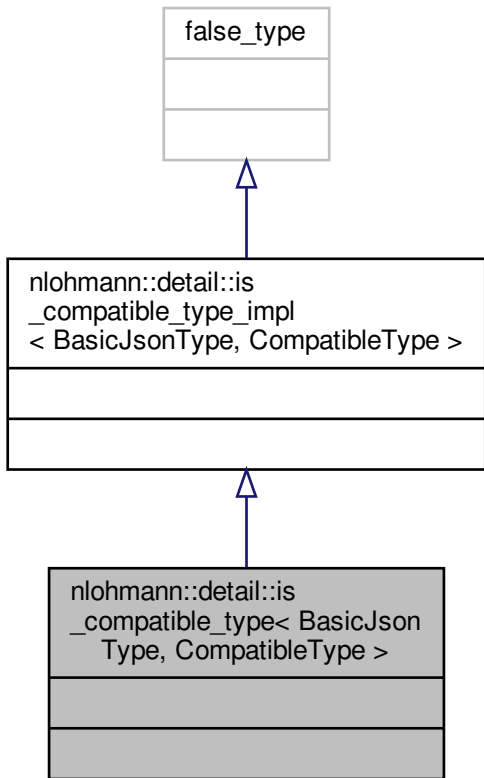 false_type
nlohmann::detail::is
_compatible_type_impl
< BasicJsonType, CompatibleType >
nlohmann::detail::is
_compatible_type< BasicJson
Type, CompatibleType >